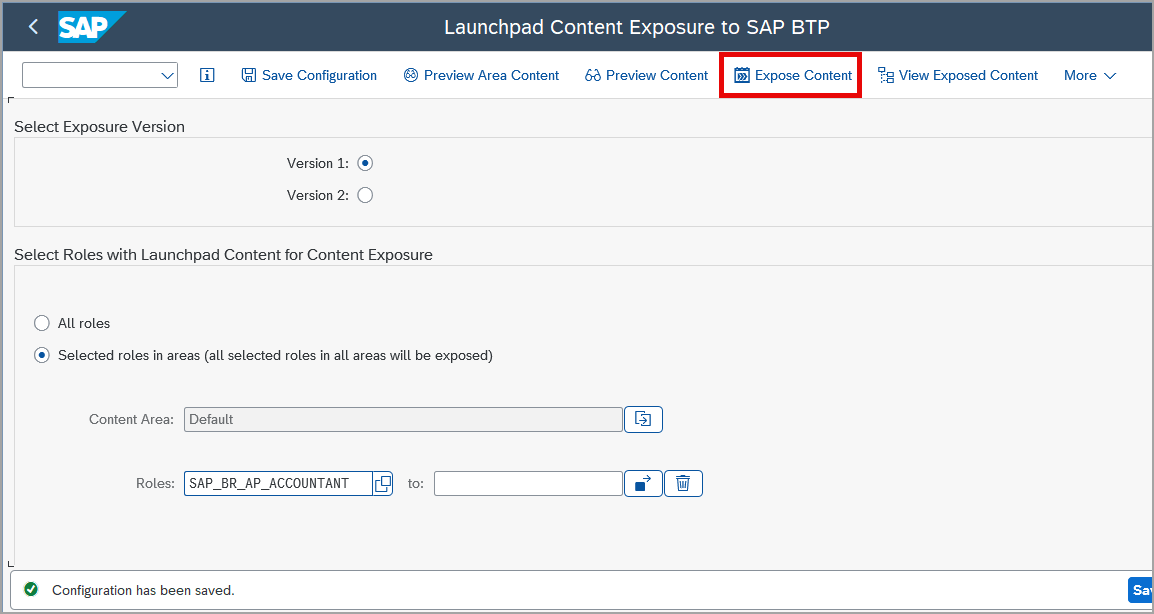 SAP Launchpad Content Exposure to SAP BTP
Save Configuration Preview Area Content Preview Content Expose Content View Exposed Content More
Select Exposure Version
Version 1:
Version 2:
Select Roles with Launchpad Content for Content Exposure
All roles
Selected roles in areas (all selected roles in all areas will be exposed)
Content Area: Default
Roles: SAP_BR_AP_ACCOUNTANT to:
Configuration has been saved. Sav